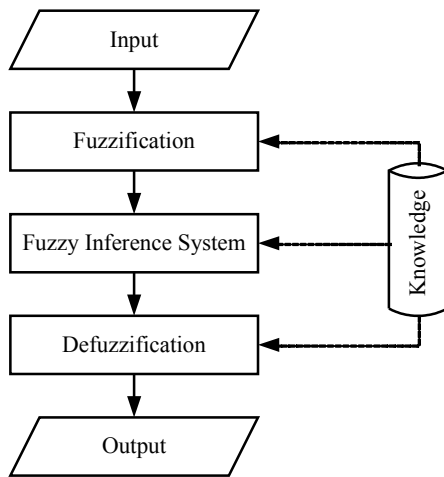 Input
Fuzzification
Fuzzy Inference System
Knowledge
Defuzzification
Output